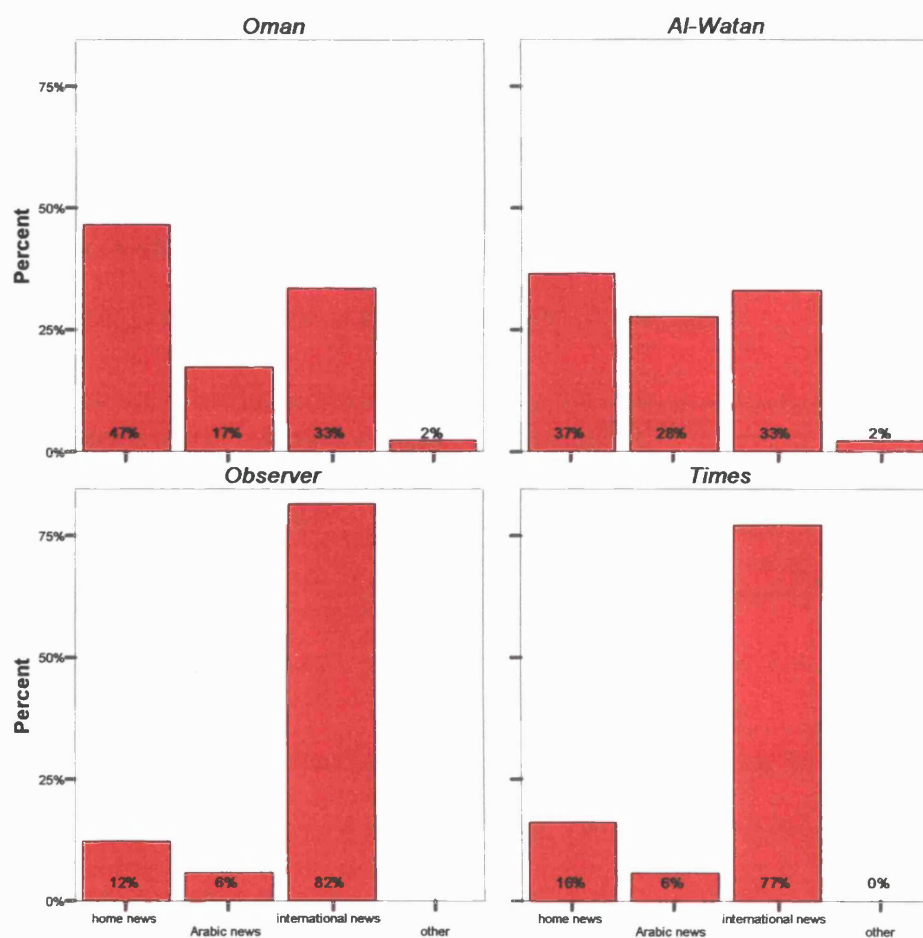 Oman
Al-Watan
75%
50%
25%
0%
Percent
47%
17%
33%
2%
37%
28%
33%
2%
Observer
Times
75%
50%
25%
0%
Percent
12%
6%
82%
16%
6%
77%
0%
home news
Arabic news
international news
other
home news
Arabic news
international news
other